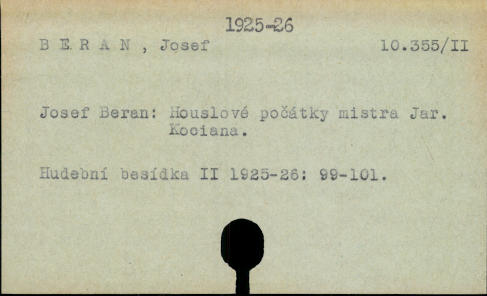 1925-26
B E R A N , Josef 10.355/II
Josef Beran: Houslové počátky mistra Jar.
Kociana.
Hudební besídka II 1925-26: 99-101.